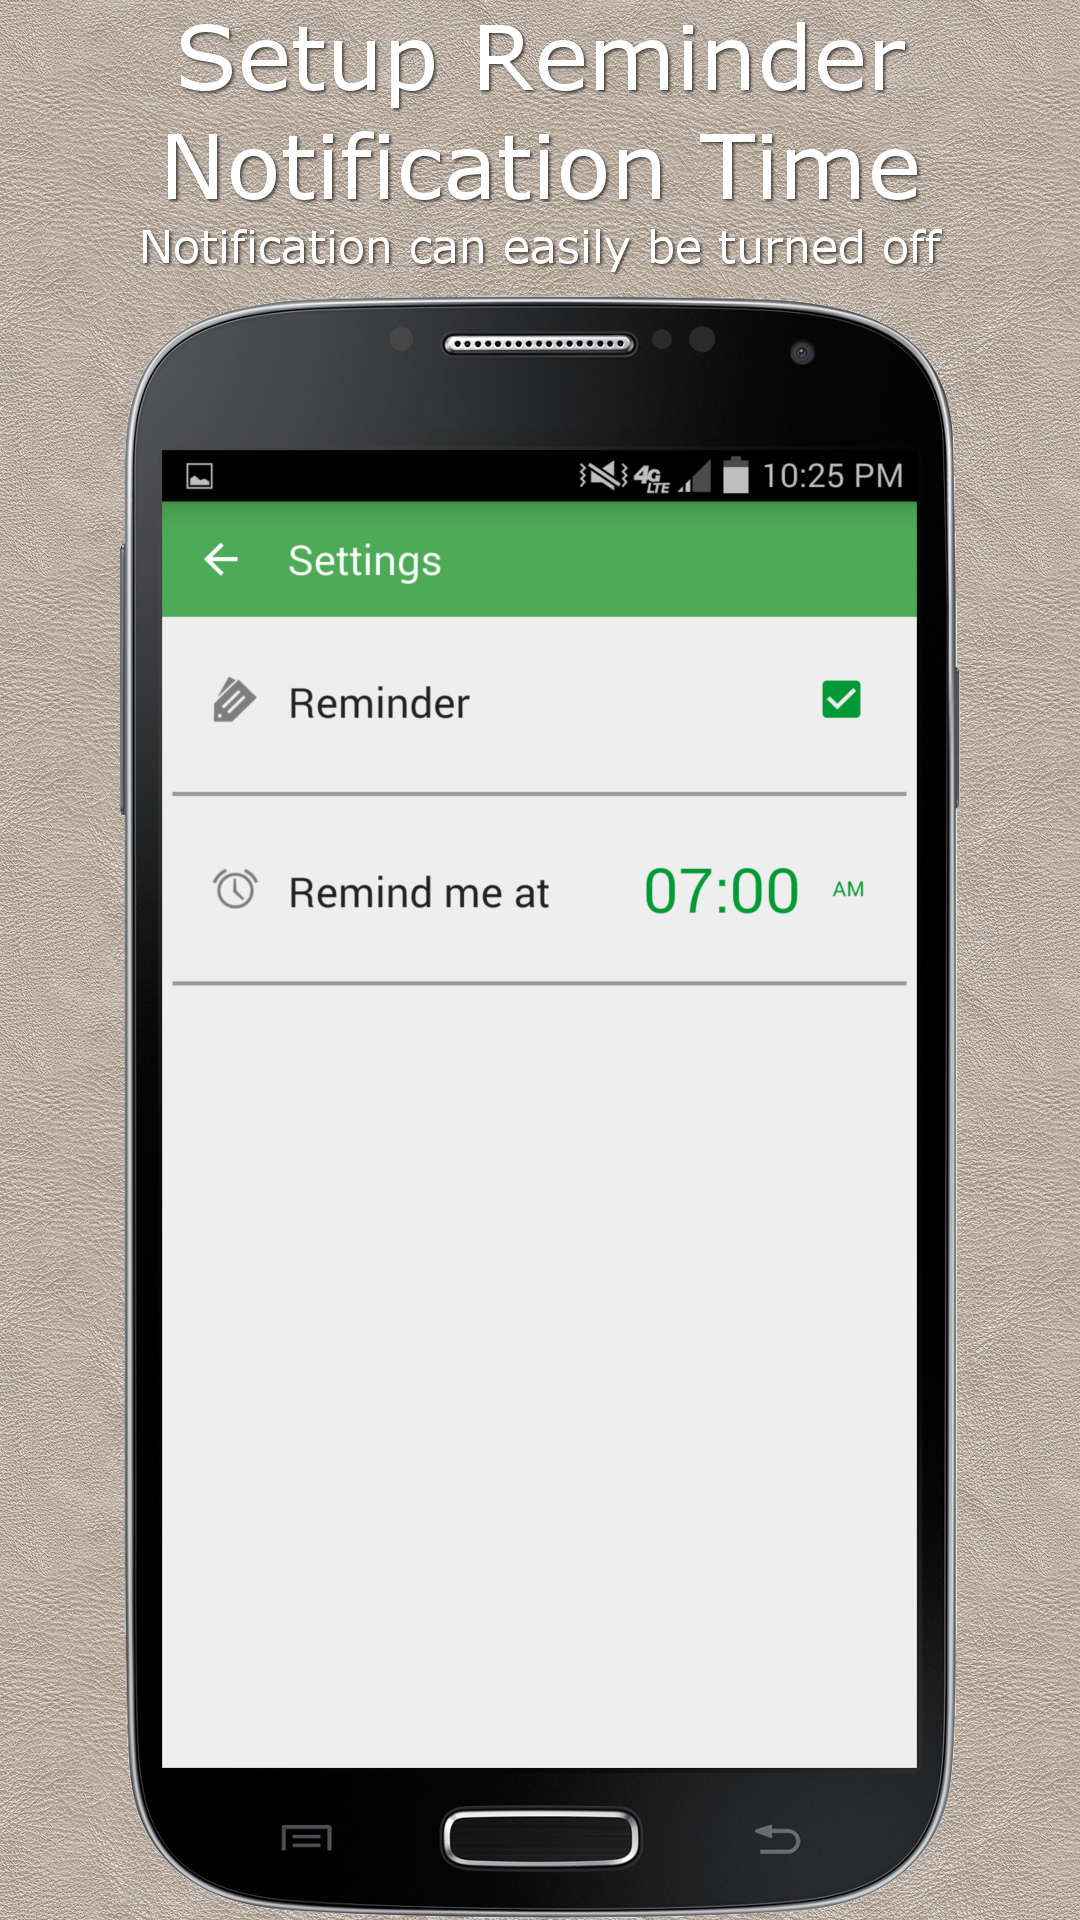 Setup Reminder
Notification Time
Notification can easily be turned off
4G LTE 10:25 PM
Settings
Reminder
Remind me at 07:00 AM